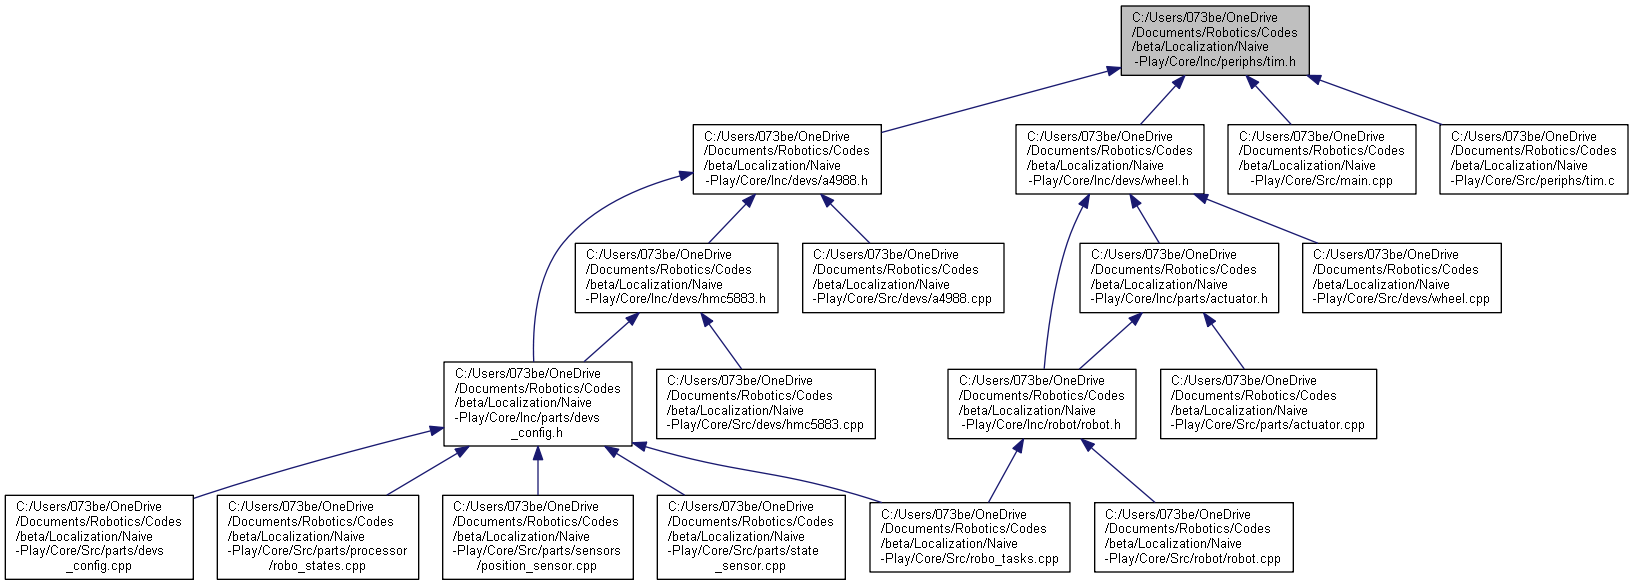 C:/Users/073be/OneDrive
/Documents/Robotics/Codes
/beta/Localization/Naive
-Play/Core/Inc/periphs/tim.h
C:/Users/073be/OneDrive
/Documents/Robotics/Codes
/beta/Localization/Naive
-Play/Core/Inc/devs/a4988.h
C:/Users/073be/OneDrive
/Documents/Robotics/Codes
/beta/Localization/Naive
-Play/Core/Inc/devs/wheel.h
C:/Users/073be/OneDrive
/Documents/Robotics/Codes
/beta/Localization/Naive
-Play/Core/Src/main.cpp
C:/Users/073be/OneDrive
/Documents/Robotics/Codes
/beta/Localization/Naive
-Play/Core/Src/periphs/tim.c
C:/Users/073be/OneDrive
/Documents/Robotics/Codes
/beta/Localization/Naive
-Play/Core/Inc/devs/hmc5883.h
C:/Users/073be/OneDrive
/Documents/Robotics/Codes
/beta/Localization/Naive
-Play/Core/Src/devs/a4988.cpp
C:/Users/073be/OneDrive
/Documents/Robotics/Codes
/beta/Localization/Naive
-Play/Core/Inc/parts/actuator.h
C:/Users/073be/OneDrive
/Documents/Robotics/Codes
/beta/Localization/Naive
-Play/Core/Src/devs/wheel.cpp
C:/Users/073be/OneDrive
/Documents/Robotics/Codes
/beta/Localization/Naive
-Play/Core/Inc/parts/devs
_config.h
C:/Users/073be/OneDrive
/Documents/Robotics/Codes
/beta/Localization/Naive
-Play/Core/Src/devs/hmc5883.cpp
C:/Users/073be/OneDrive
/Documents/Robotics/Codes
/beta/Localization/Naive
-Play/Core/Inc/robot/robot.h
C:/Users/073be/OneDrive
/Documents/Robotics/Codes
/beta/Localization/Naive
-Play/Core/Src/parts/actuator.cpp
C:/Users/073be/OneDrive
/Documents/Robotics/Codes
/beta/Localization/Naive
-Play/Core/Src/parts/devs
_config.cpp
C:/Users/073be/OneDrive
/Documents/Robotics/Codes
/beta/Localization/Naive
-Play/Core/Src/parts/processor
/robo_states.cpp
C:/Users/073be/OneDrive
/Documents/Robotics/Codes
/beta/Localization/Naive
-Play/Core/Src/parts/sensors
/position_sensor.cpp
C:/Users/073be/OneDrive
/Documents/Robotics/Codes
/beta/Localization/Naive
-Play/Core/Src/parts/state
_sensor.cpp
C:/Users/073be/OneDrive
/Documents/Robotics/Codes
/beta/Localization/Naive
-Play/Core/Src/robo_tasks.cpp
C:/Users/073be/OneDrive
/Documents/Robotics/Codes
/beta/Localization/Naive
-Play/Core/Src/robot/robot.cpp